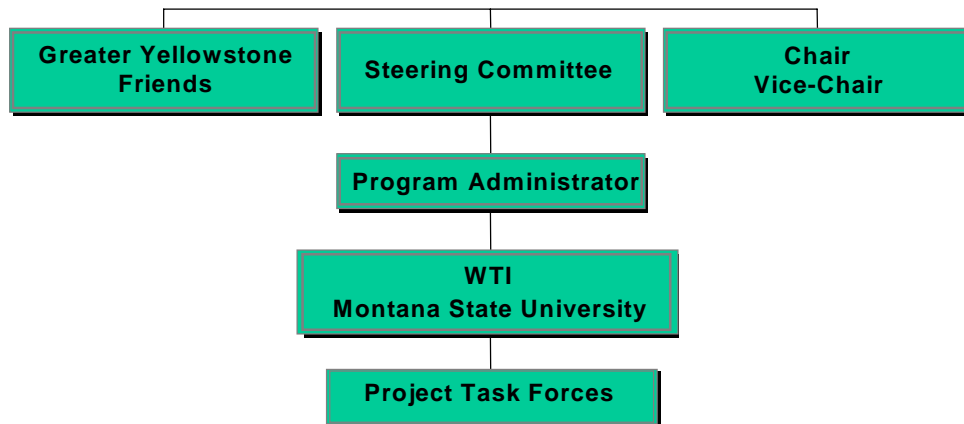 Greater Yellowstone
Friends
Steering Committee
Chair
Vice-Chair
Program Administrator
WTI
Montana State University
Project Task Forces